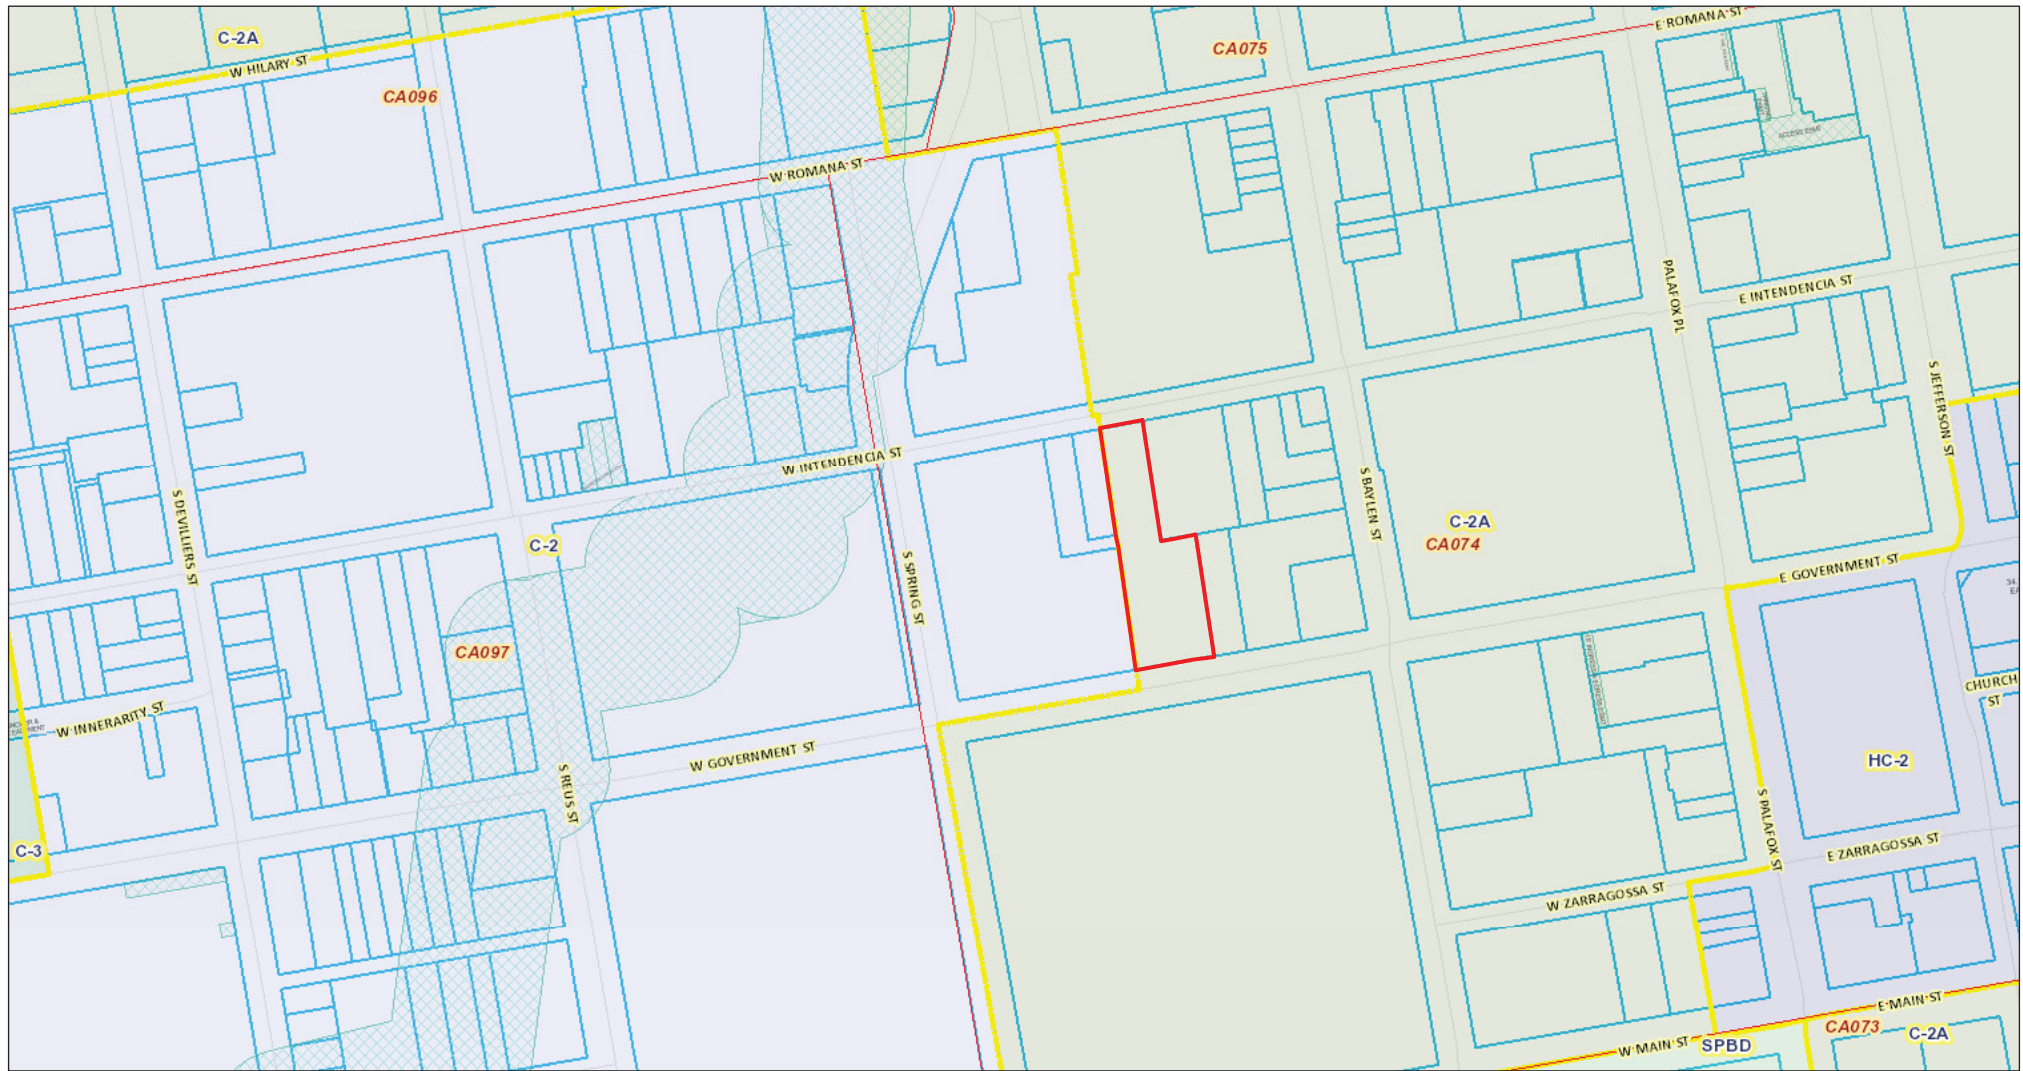 C-2A
W HILARY ST
CA096
CA075
E ROMANA ST
W ROMANA ST
ACCESS ESMT
PALAFOX PL
E INTENDENCIA ST
S JEFFERSON ST
W INTENDENCIA ST
S DEVILLIERS ST
C-2
S SPRING ST
S BAYLEN ST
C-2A
CA074
E GOVERNMENT ST
CA097
W INNERARITY ST
CHURCH
ST
W GOVERNMENT ST
S REUS ST
HC-2
S PALAFOX ST
C-3
E ZARRAGOSSA ST
W ZARRAGOSSA ST
E MAIN ST
CA073
C-2A
W MAIN ST
SPBD